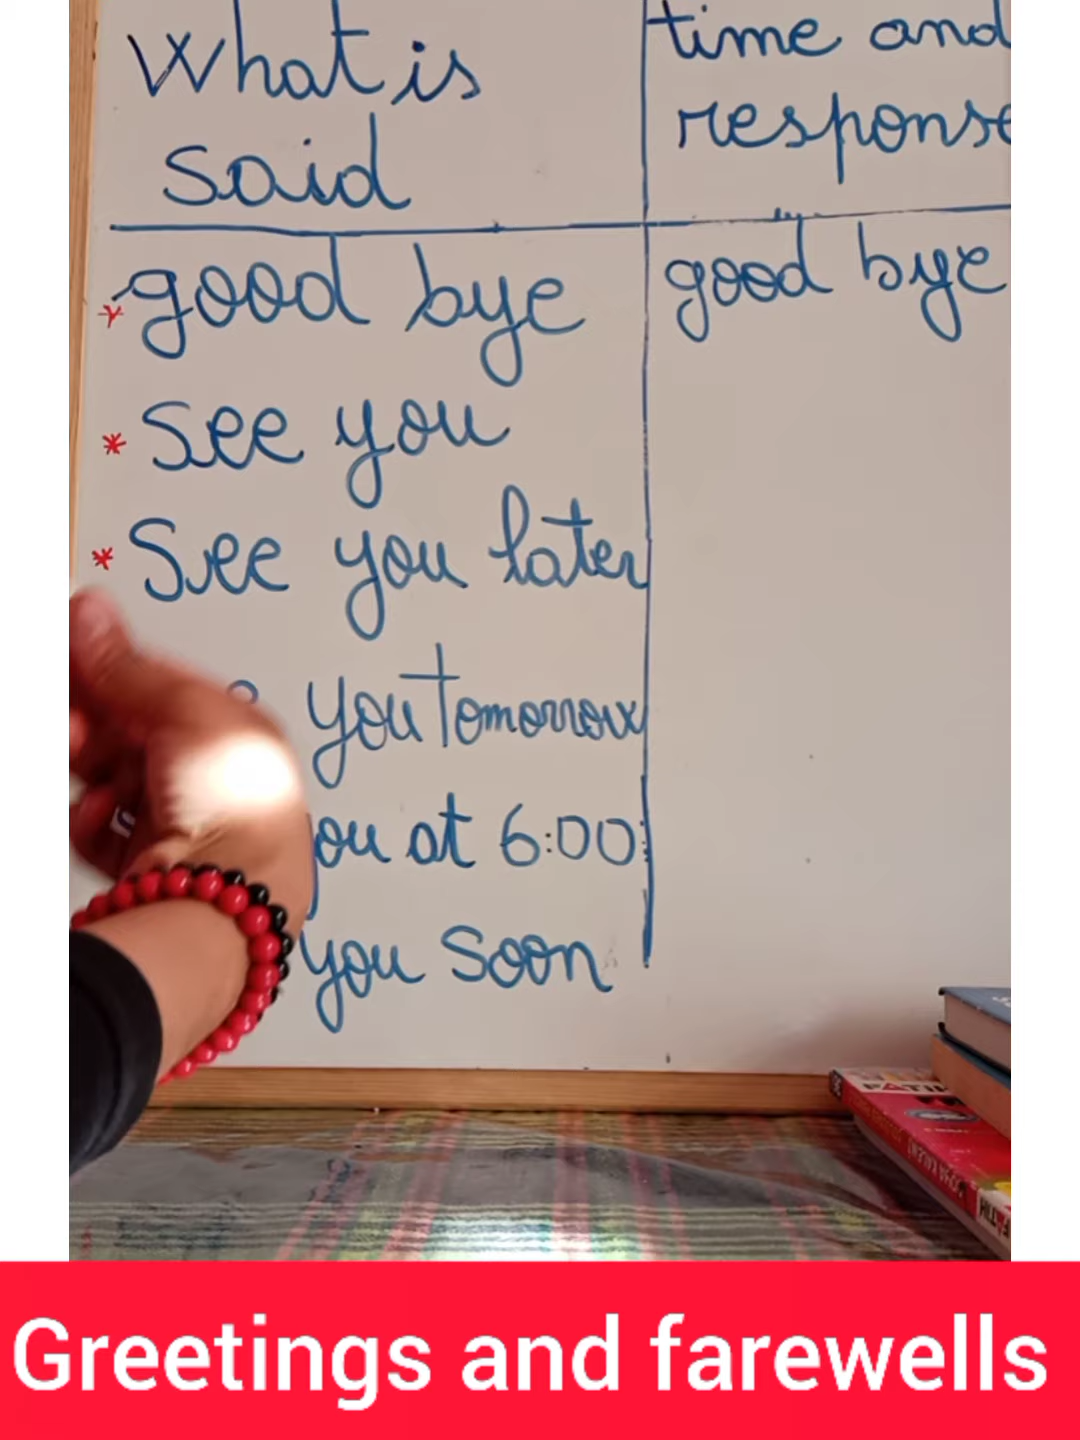 What is
said
time and
response
good bye
good bye
See you
See you later
you tomorrow
at 6:00
you soon
FATIH
Greetings and farewells